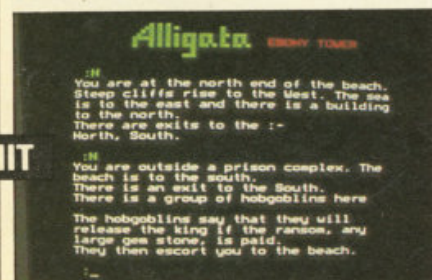 Alligata EBONY TOWER
:N
You are at the north end of the beach.
Steep cliffs rise to the West. The sea
is to the east and there is a building
to the north.
There are exits to the :-
North, South.
:N
You are outside a prison complex. The
beach is to the south.
There is an exit to the South.
There is a group of hobgoblins here
The hobgoblins say that they will
release the king if the ransom, any
large gem stone, is paid.
They then escort you to the beach.
:_
IIT